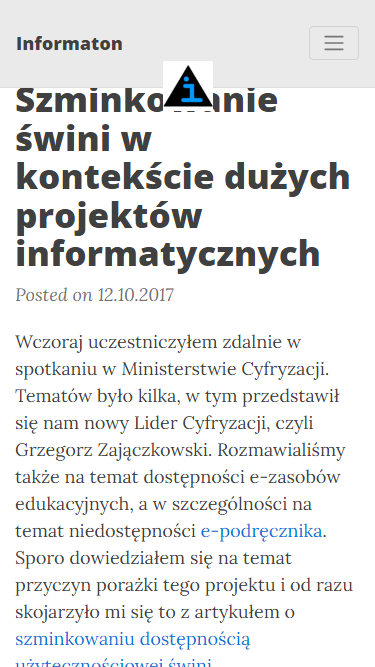 Informaton
Szminkowanie
świni w
kontekście dużych
projektów
informatycznych
Posted on 12.10.2017
Wczoraj uczestniczyłem zdalnie w
spotkaniu w Ministerstwie Cyfryzacji.
Tematów było kilka, w tym przedstawił
się nam nowy Lider Cyfryzacji, czyli
Grzegorz Zajączkowski. Rozmawialiśmy
także na temat dostępności e-zasobów
edukacyjnych, a w szczególności na
temat niedostępności e-podręcznika.
Sporo dowiedziałem się na temat
przyczyn porażki tego projektu i od razu
skojarzyło mi się to z artykułem o
szminkowaniu dostępnością
użytecznościowej świni